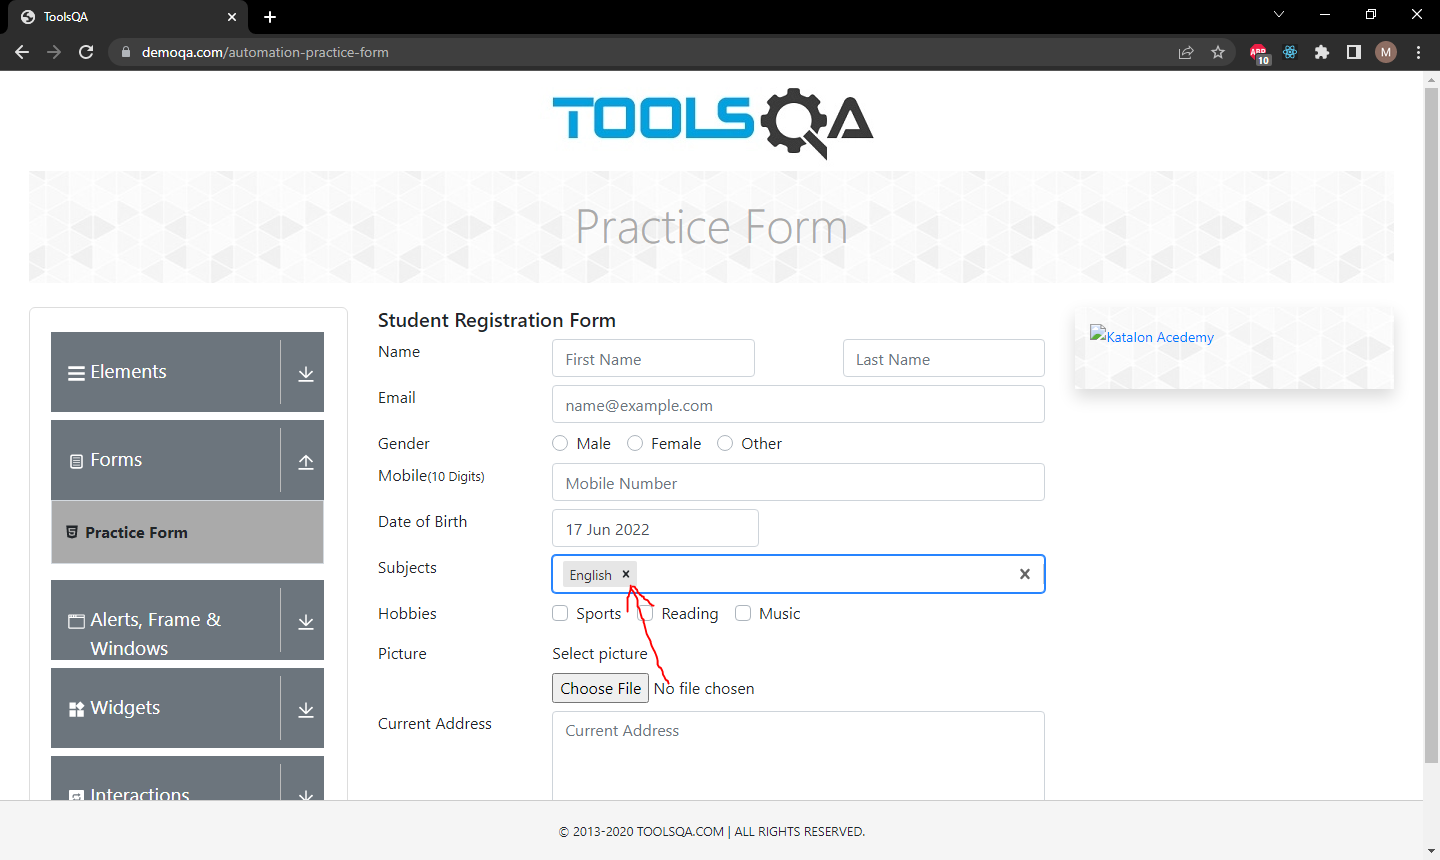 ToolsQA
demoqa.com/automation-practice-form
ABP
10
M
TOOLSQA
Practice Form
Elements
Forms
Practice Form
Alerts, Frame &
Windows
Widgets
Interactions
Student Registration Form
Name
First Name
Last Name
Email
name@example.com
Gender
Male
Female
Other
Mobile(10 Digits)
Mobile Number
Date of Birth
17 Jun 2022
Subjects
English
Hobbies
Sports
Reading
Music
Picture
Select picture
Choose File No file chosen
Current Address
Current Address
Katalon Acedemy
© 2013-2020 TOOLSQA.COM | ALL RIGHTS RESERVED.